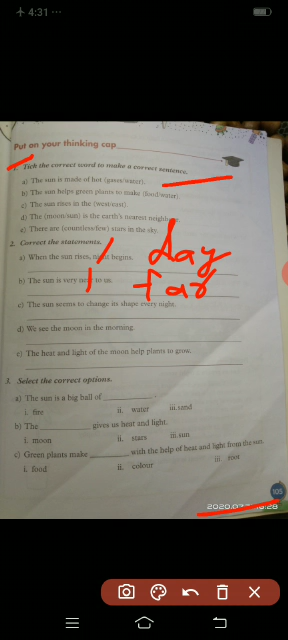 4:31 ...
Put on your thinking cap
1. Tick the correct word to make a correct sentence.
a) The sun is made of hot (gases/water).
b) The sun helps green plants to make (food/water).
c) The sun rises in the (west/east).
d) The (moon/sun) is the earth's nearest neighbour.
e) There are (countless/few) stars in the sky.
2. Correct the statements.
day
a) When the sun rises, night begins.
far
b) The sun is very near to us.
c) The sun seems to change its shape every night.
d) We see the moon in the morning.
e) The heat and light of the moon help plants to grow.
3. Select the correct options.
a) The sun is a big ball of ________.
i. fire ii. water iii. sand
b) The ________ gives us heat and light.
i. moon ii. stars iii. sun
c) Green plants make ________ with the help of heat and light from the sun.
i. food ii. colour iii. root
105